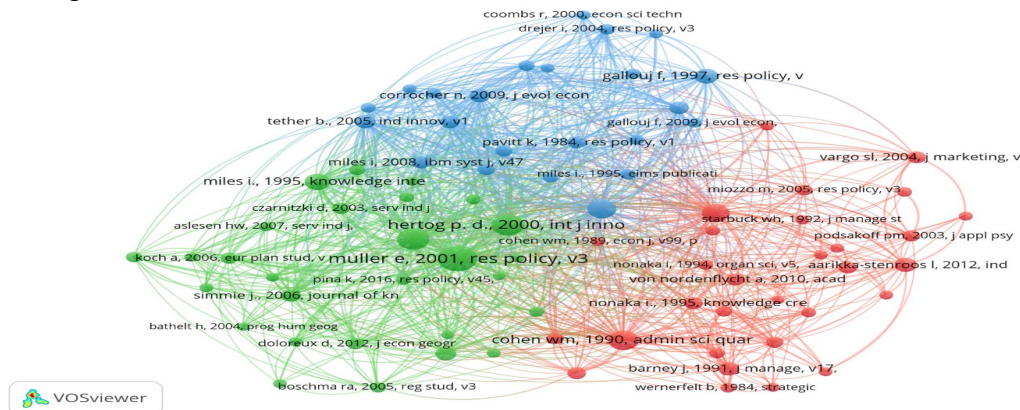 coombs r, 2000, econ sci techn
drejer i, 2004, res policy, v3
gallouj f, 1997, res policy, v
corrocher n, 2009, j evol econ
tether b., 2005, ind innov, v1
gallouj f, 2009, j evol econ,
pavitt k, 1984, res policy, v1
vargo sl, 2004, j marketing, v
miles i, 2008, ibm syst j, v47
miles i., 1995, eims publicati
miles i., 1995, knowledge inte
miozzo m, 2005, res policy, v3
czarnitzki d, 2003, serv ind j
starbuck wh, 1992, j manage st
aslesen hw, 2007, serv ind j,
hertog p. d., 2000, int j inno
podsakoff pm, 2003, j appl psy
cohen wm, 1989, econ j, v99, p
koch a, 2006, eur plan stud, v
muller e, 2001, res policy, v3
nonaka i, 1994, organ sci, v5,
aarikka-stenroos l, 2012, ind
pina k, 2016, res policy, v45,
von nordenflycht a, 2010, acad
simmie j., 2006, journal of kn
nonaka i., 1995, knowledge cre
bathelt h, 2004, prog hum geog
doloreux d, 2012, j econ geogr
cohen wm, 1990, admin sci quar
barney j, 1991, j manage, v17,
boschma ra, 2005, reg stud, v3
wernerfelt b, 1984, strategic
VOSviewer